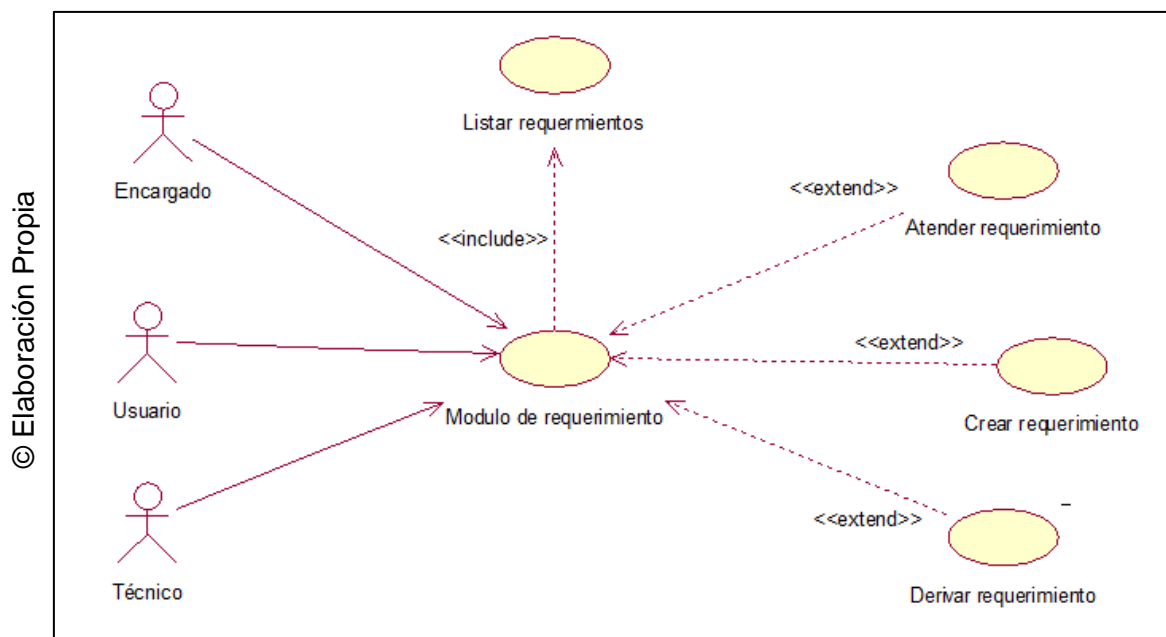 © Elaboración Propia
Listar requermientos
Encargado
<<extend>>
Atender requerimiento
<<include>>
Usuario
<<extend>>
Modulo de requerimiento
Crear requerimiento
<<extend>>
Técnico
Derivar requerimiento